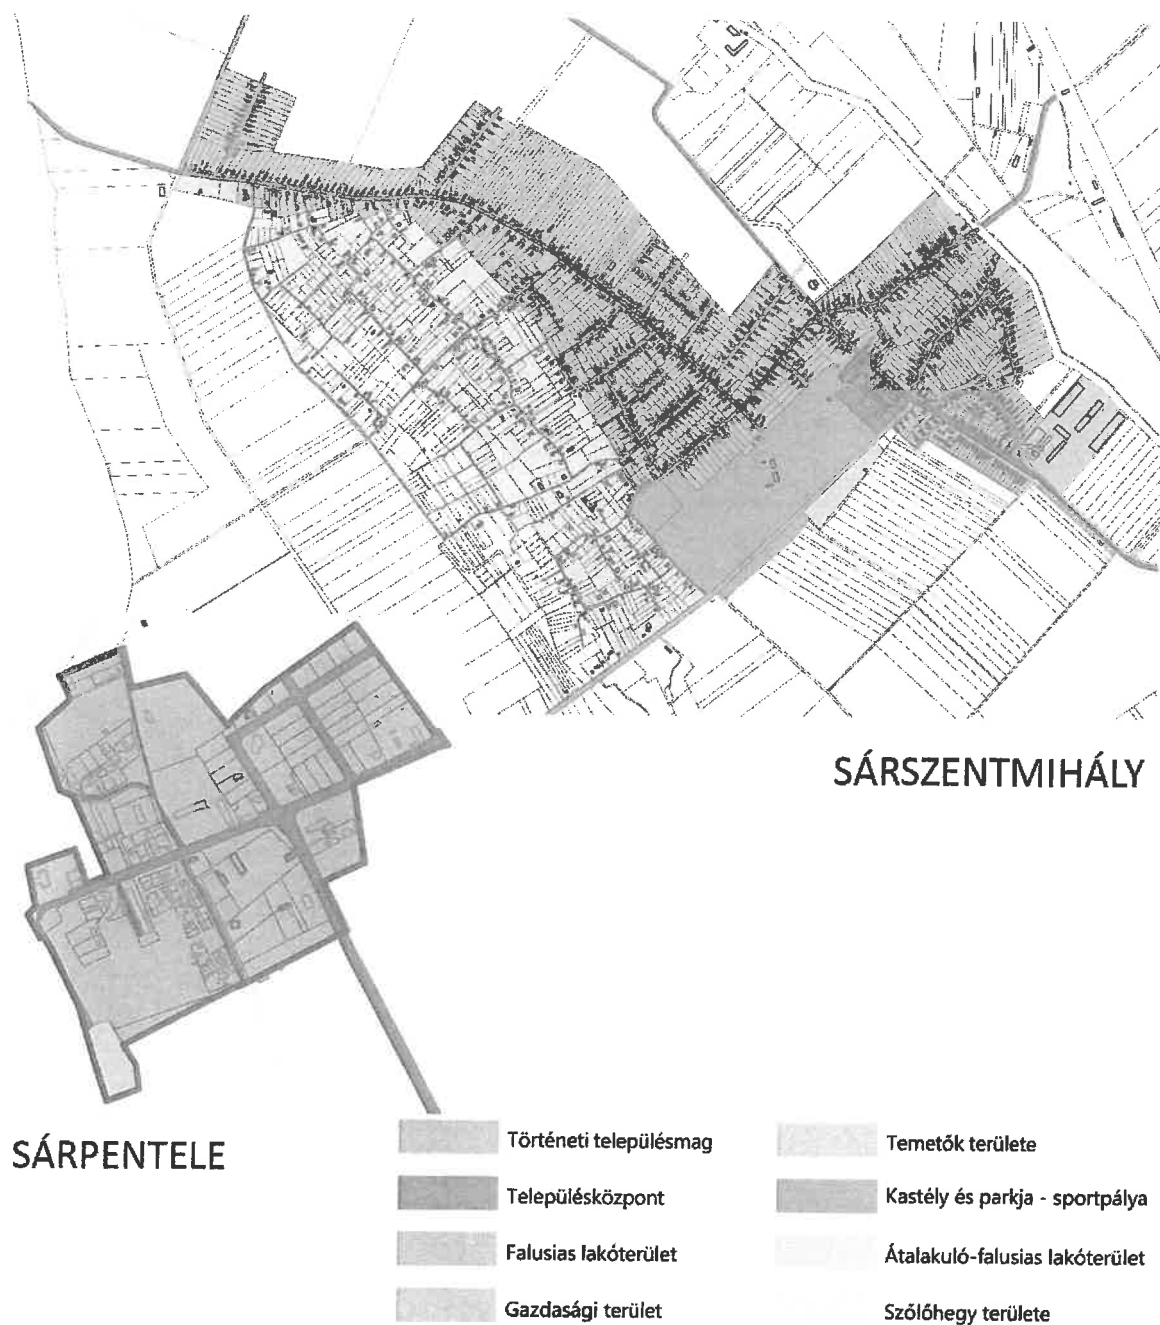 SÁRSZENTMIHÁLY
SÁRPENTELE
Történeti településmag
Településközpont
Falusias lakóterület
Gazdasági terület
Temetők területe
Kastély és parkja - sportpálya
Átalakuló-falusias lakóterület
Szőlőhegy területe